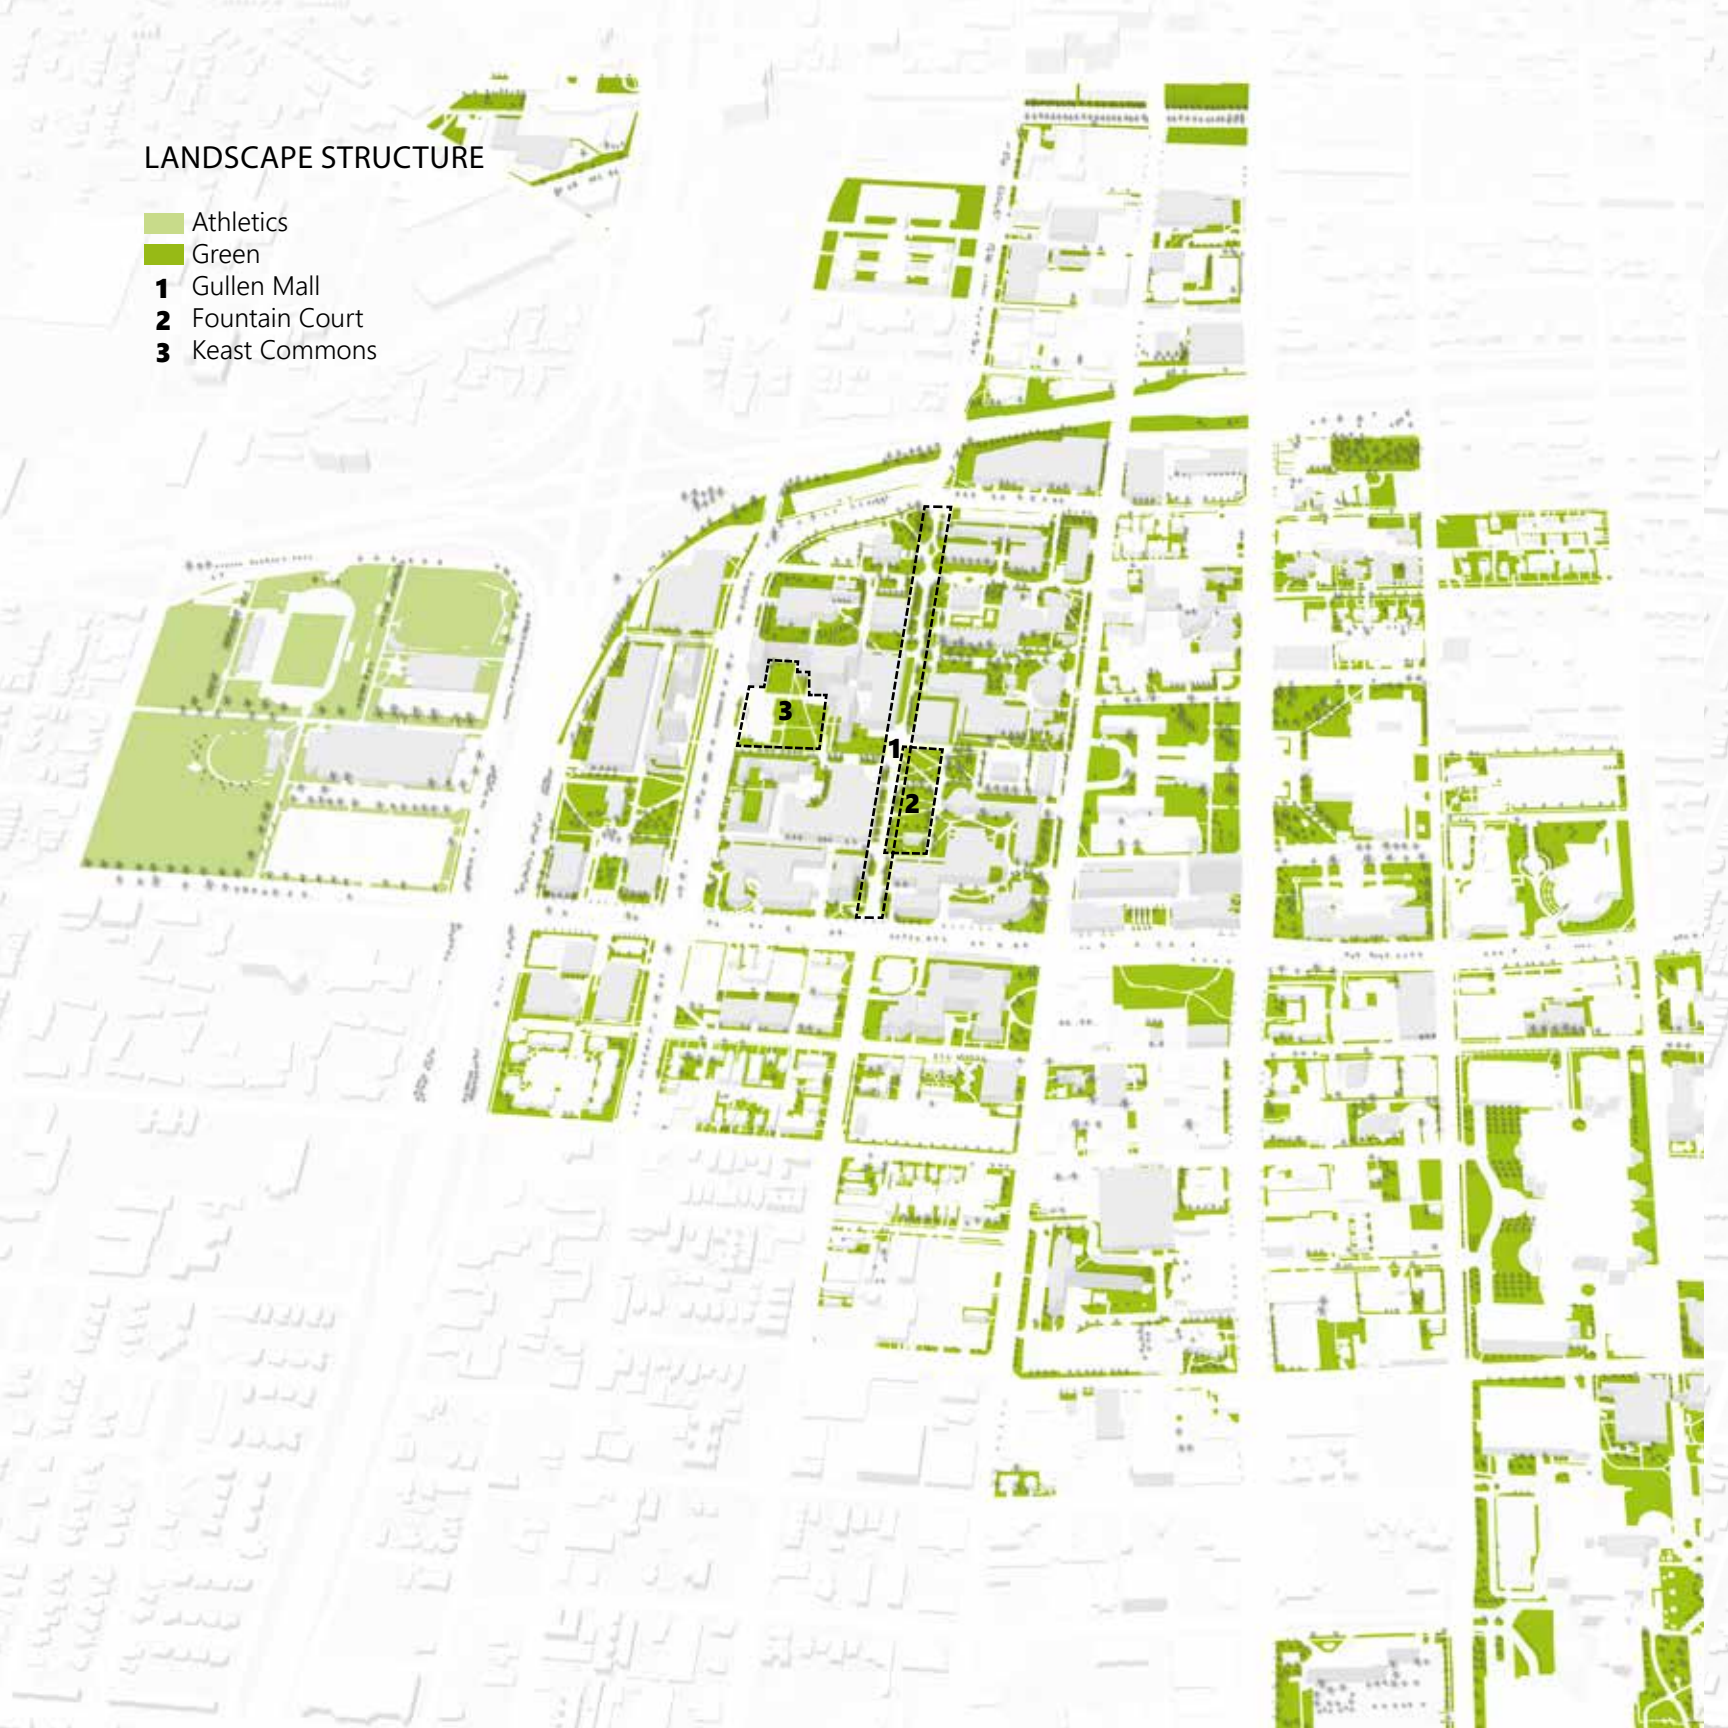 LANDSCAPE STRUCTURE
Athletics
Green
1 Gullen Mall
2 Fountain Court
3 Keast Commons
3
1
2